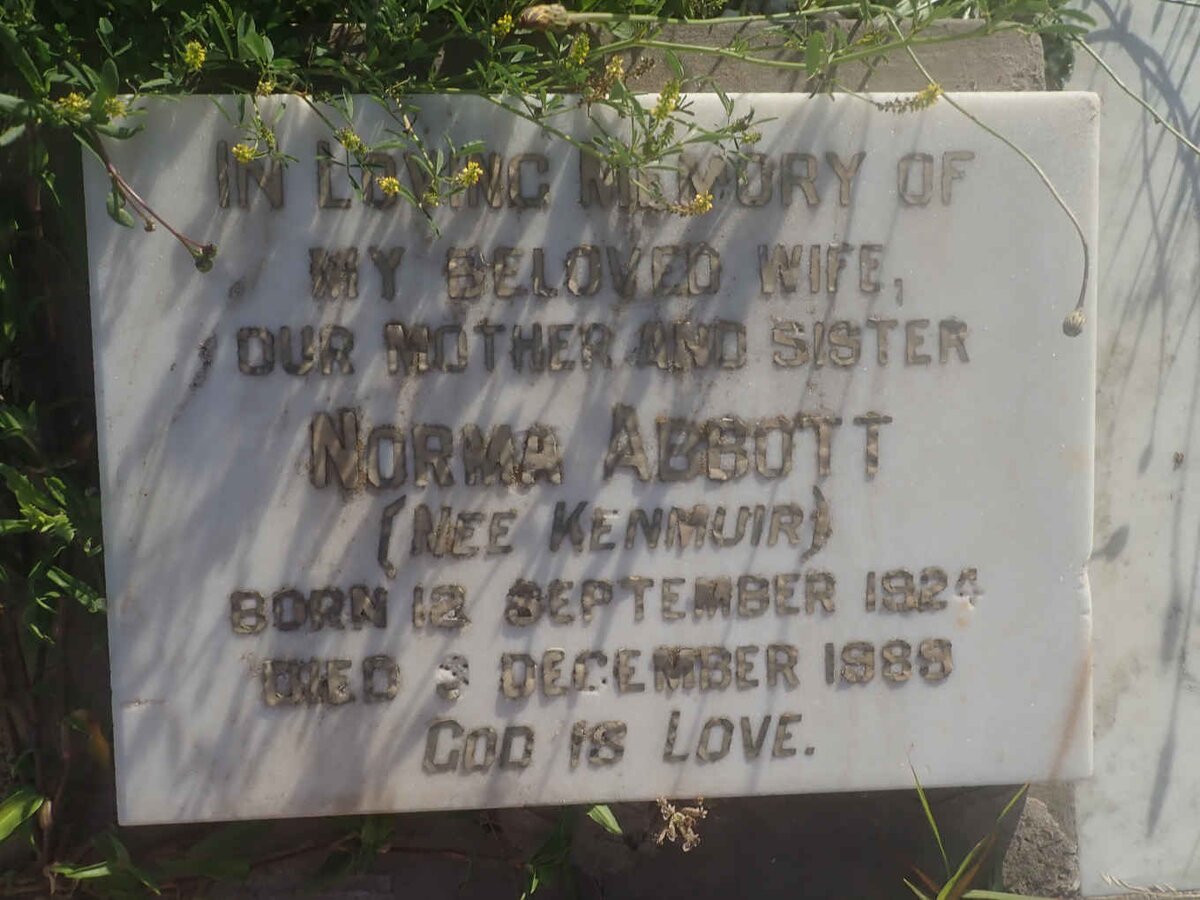 IN LOVING MEMORY OF
MY BELOVED WIFE,
OUR MOTHER AND SISTER
NORMA ABBOTT
(NEE KENMUIR)
BORN 12 SEPTEMBER 1924
DIED DECEMBER 1989
GOD IS LOVE.